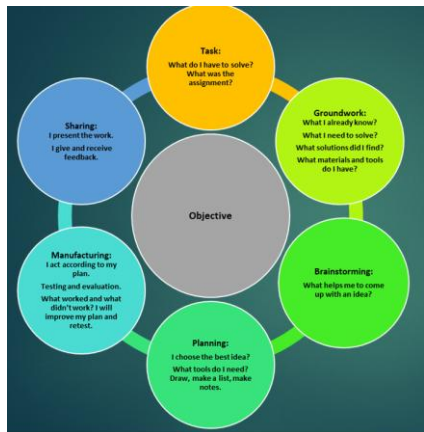 Task:
What do I have to solve?
What was the
assignment?
Groundwork:
What I already know?
What I need to solve?
What solutions did I find?
What materials and tools
do I have?
Brainstorming:
What helps me to come
up with an idea?
Planning:
I choose the best idea?
What tools do I need?
Draw, make a list, make
notes.
Manufacturing:
I act according to my
plan.
Testing and evaluation.
What worked and what
didn't work? I will
improve my plan and
retest.
Sharing:
I present the work.
I give and receive
feedback.
Objective